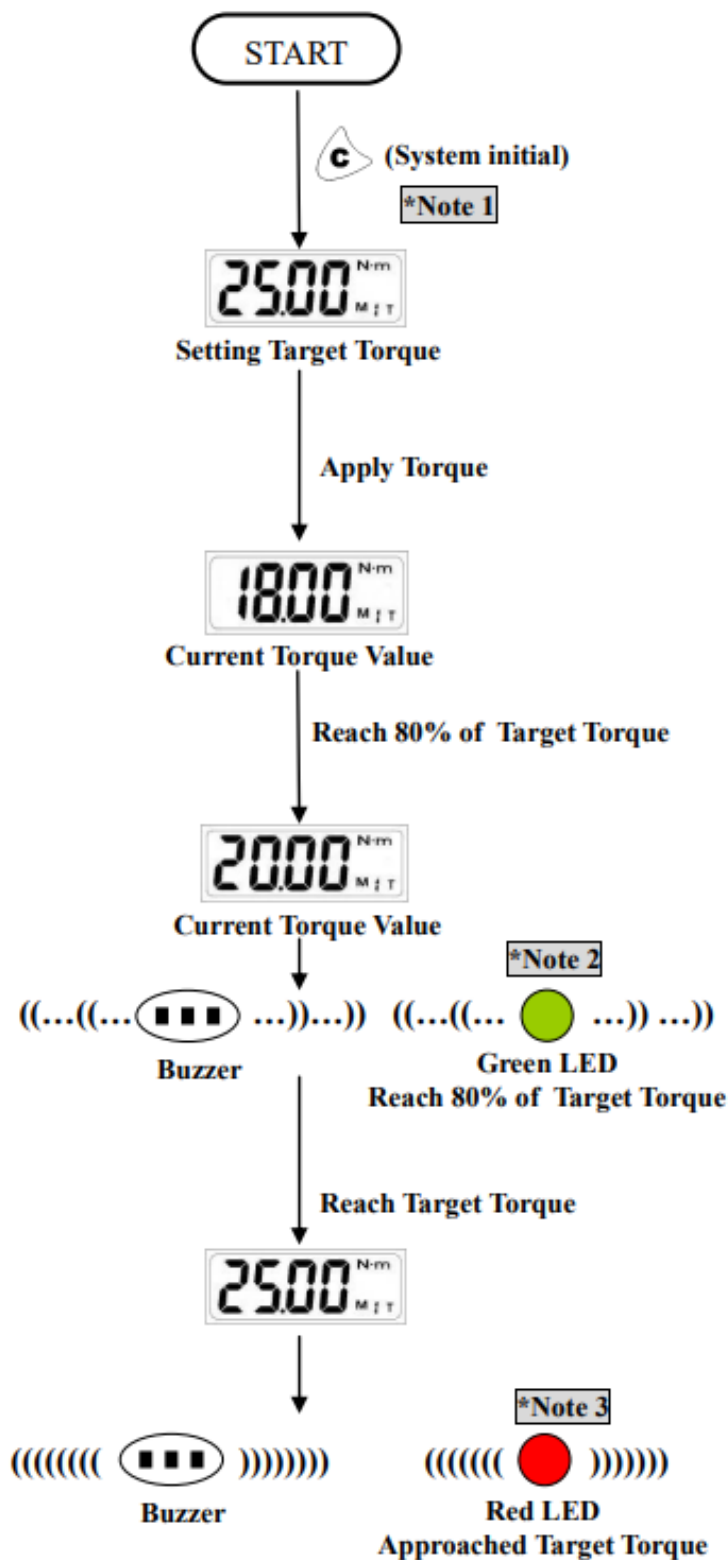 START
C (System initial)
*Note 1
25.00 N·m
M f T
Setting Target Torque
Apply Torque
18.00 N·m
M f T
Current Torque Value
Reach 80% of Target Torque
20.00 N·m
M f T
Current Torque Value
*Note 2
((…((… …))…)) ((…((… …)) …))
Buzzer
Green LED
Reach 80% of Target Torque
Reach Target Torque
25.00 N·m
M f T
*Note 3
(((((((( )))))))) ((((((( )))))))
Buzzer
Red LED
Approached Target Torque